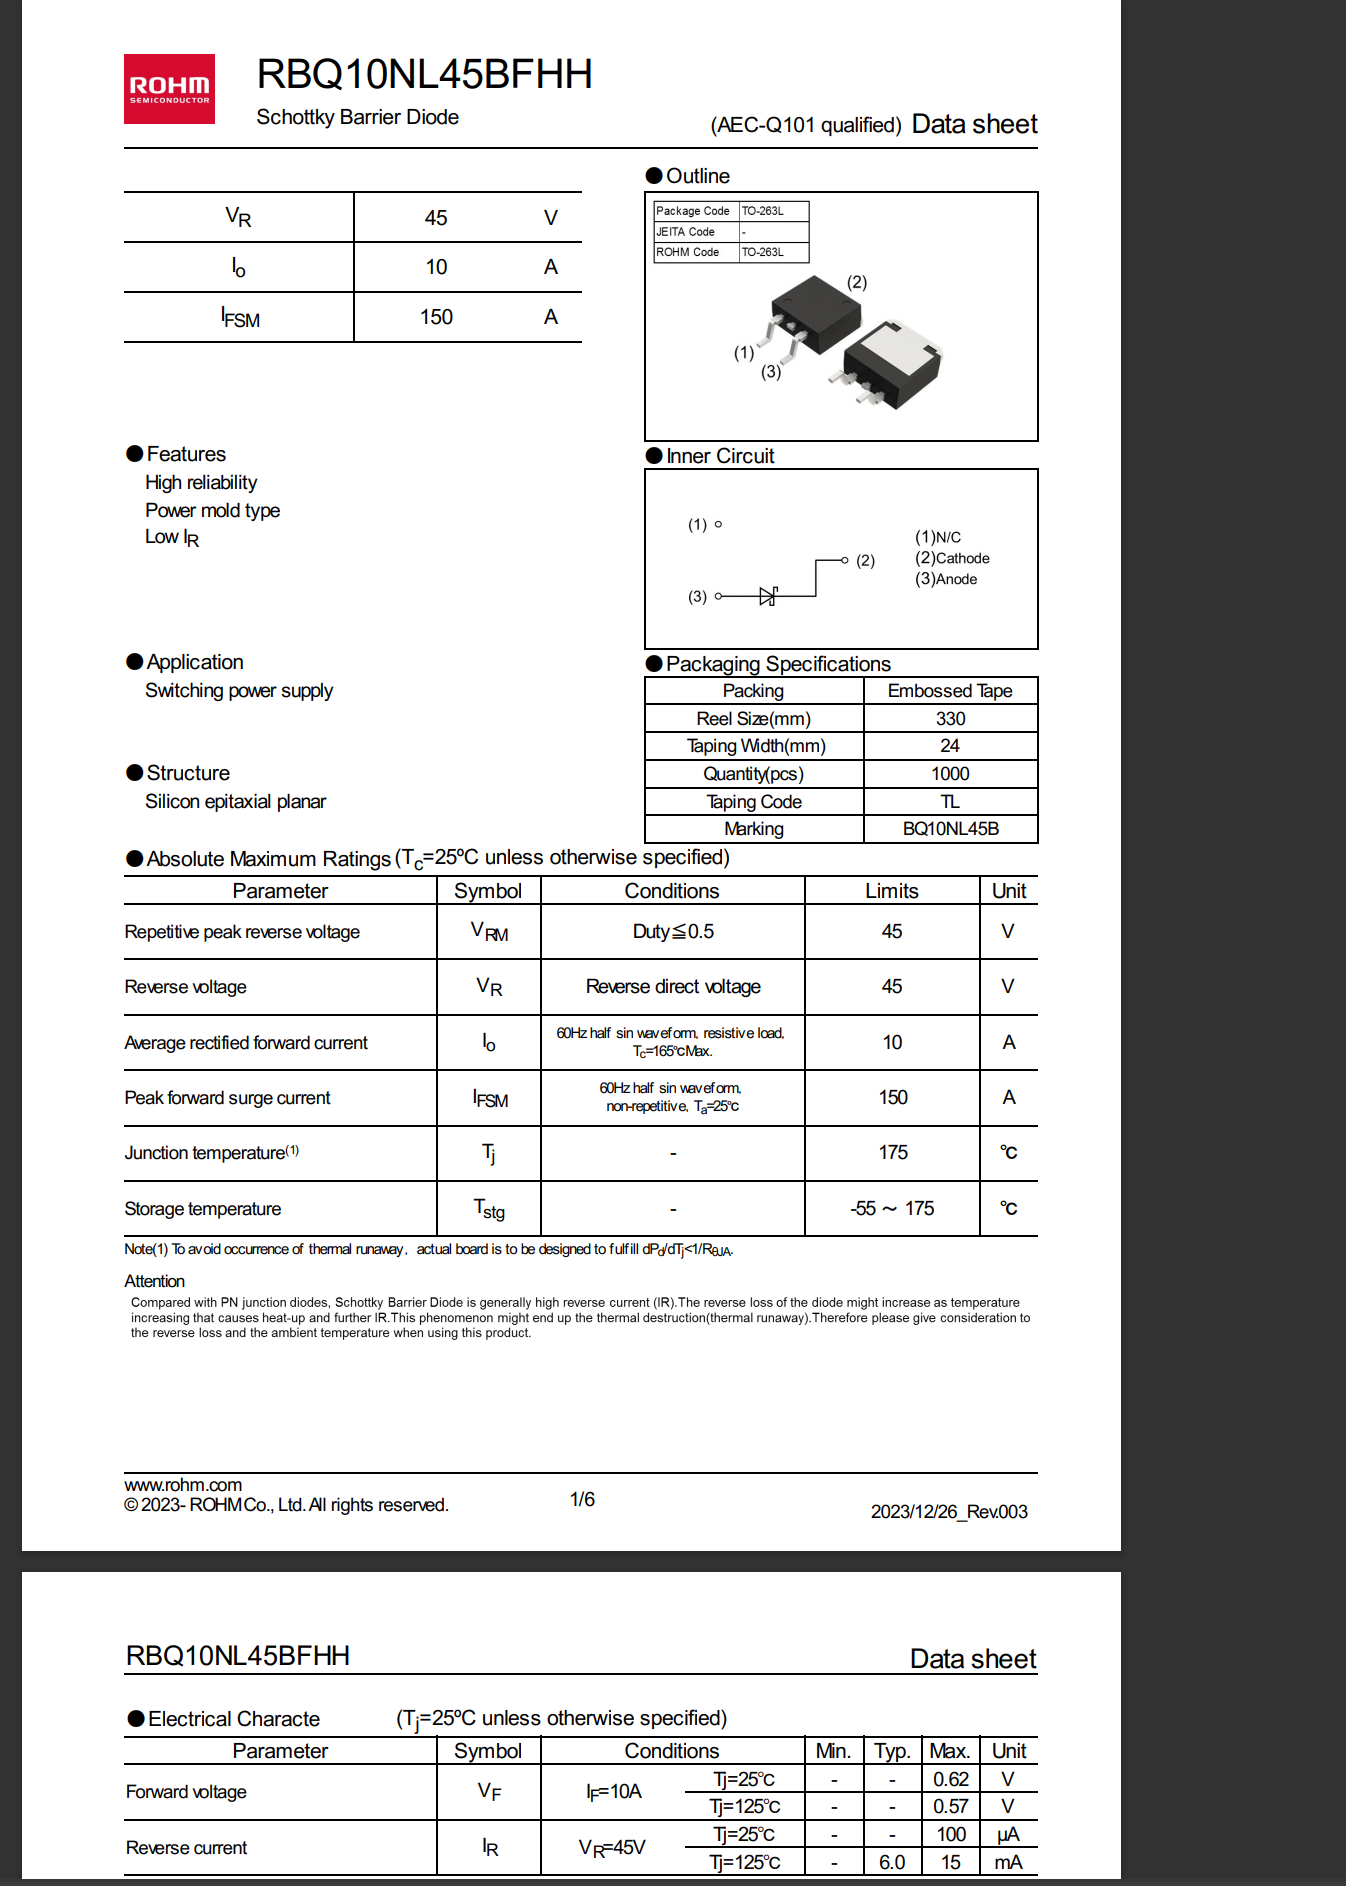 ROHM
SEMICONDUCTOR
RBQ10NL45BFHH
Schottky Barrier Diode
(AEC-Q101 qualified) Data sheet
VR 45 V
Io 10 A
IFSM 150 A
●Outline
Package Code TO-263L
JEITA Code -
ROHM Code TO-263L
(2)
(1)
(3)
●Features
High reliability
Power mold type
Low IR
●Inner Circuit
(1)
(2)
(3)
(1)N/C
(2)Cathode
(3)Anode
●Application
Switching power supply
●Structure
Silicon epitaxial planar
●Packaging Specifications
Packing Embossed Tape
Reel Size(mm) 330
Taping Width(mm) 24
Quantity(pcs) 1000
Taping Code TL
Marking BQ10NL45B
●Absolute Maximum Ratings (Tc=25ºC unless otherwise specified)
Parameter Symbol Conditions Limits Unit
Repetitive peak reverse voltage VRM Duty≦0.5 45 V
Reverse voltage VR Reverse direct voltage 45 V
Average rectified forward current Io 60Hz half sin waveform, resistive load, Tc=165℃Max. 10 A
Peak forward surge current IFSM 60Hz half sin waveform, non-repetitive, Ta=25℃ 150 A
Junction temperature(1) Tj - 175 ℃
Storage temperature Tstg - -55 ～ 175 ℃
Note(1) To avoid occurrence of thermal runaway, actual board is to be designed to fulfill dPd/dTj<1/RθJA.
Attention
Compared with PN junction diodes, Schottky Barrier Diode is generally high reverse current (IR).The reverse loss of the diode might increase as temperature
increasing that causes heat-up and further IR.This phenomenon might end up the thermal destruction(thermal runaway).Therefore please give consideration to
the reverse loss and the ambient temperature when using this product.
www.rohm.com
© 2023- ROHM Co., Ltd. All rights reserved.
1/6
2023/12/26_Rev.003
RBQ10NL45BFHH Data sheet
●Electrical Characte (Tj=25ºC unless otherwise specified)
Parameter Symbol Conditions Min. Typ. Max. Unit
Forward voltage VF IF=10A Tj=25℃ - - 0.62 V
Tj=125℃ - - 0.57 V
Reverse current IR VR=45V Tj=25℃ - - 100 μA
Tj=125℃ - 6.0 15 mA